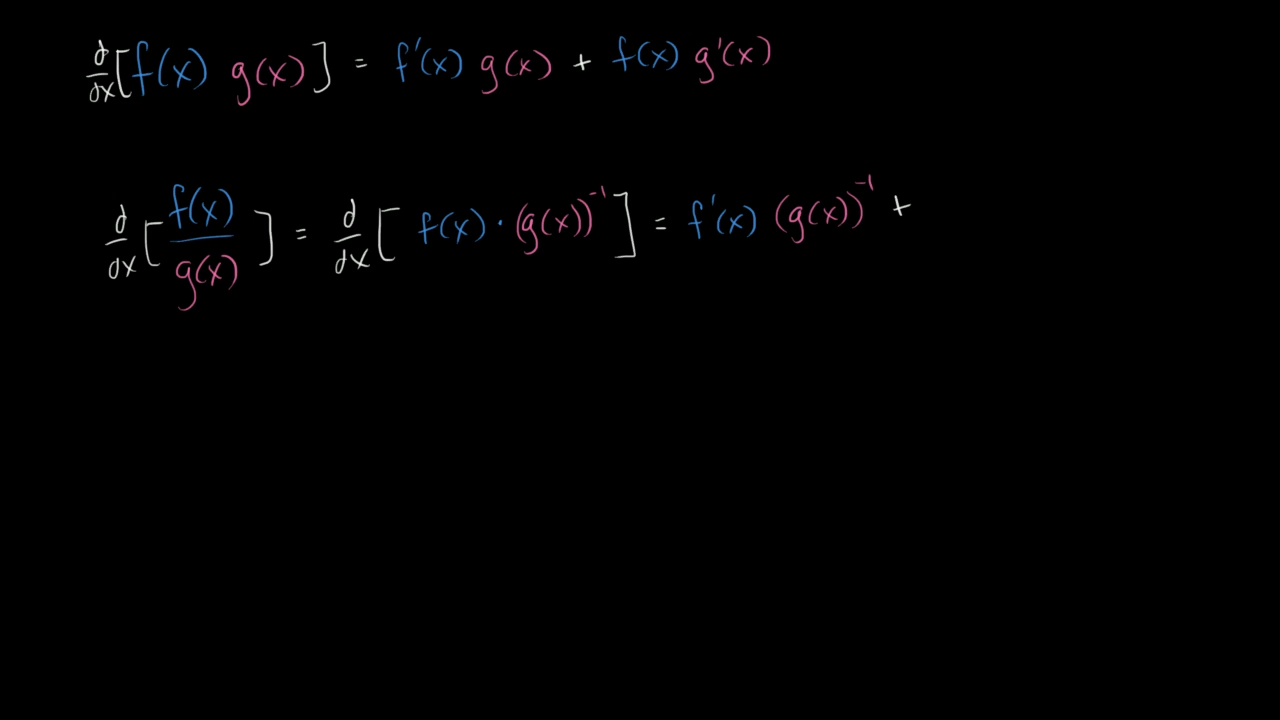 d/dx [f(x) g(x)] = f'(x) g(x) + f(x) g'(x)
d/dx [f(x)/g(x)] = d/dx [f(x) · (g(x))⁻¹] = f'(x) (g(x))⁻¹ +